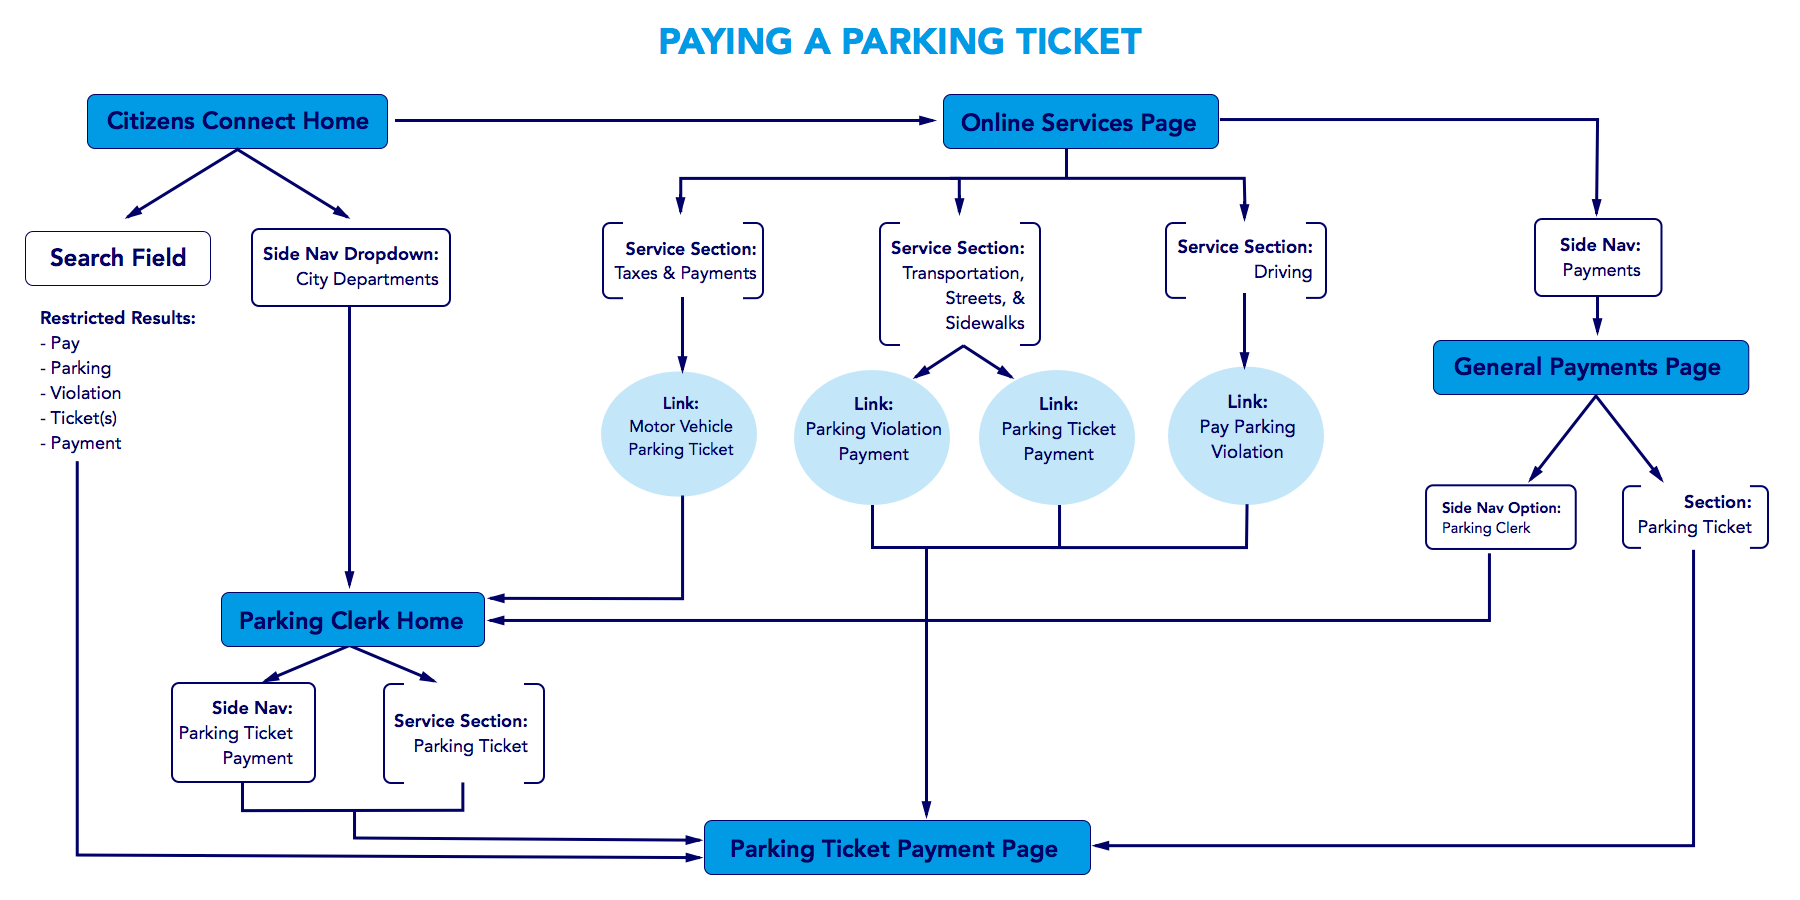 PAYING A PARKING TICKET
Citizens Connect Home
Online Services Page
Search Field
Restricted Results:
- Pay
- Parking
- Violation
- Ticket(s)
- Payment
Side Nav Dropdown:
City Departments
Service Section:
Taxes & Payments
Service Section:
Transportation,
Streets, &
Sidewalks
Service Section:
Driving
Side Nav:
Payments
General Payments Page
Link:
Motor Vehicle
Parking Ticket
Link:
Parking Violation
Payment
Link:
Parking Ticket
Payment
Link:
Pay Parking
Violation
Side Nav Option:
Parking Clerk
Section:
Parking Ticket
Parking Clerk Home
Side Nav:
Parking Ticket
Payment
Service Section:
Parking Ticket
Parking Ticket Payment Page